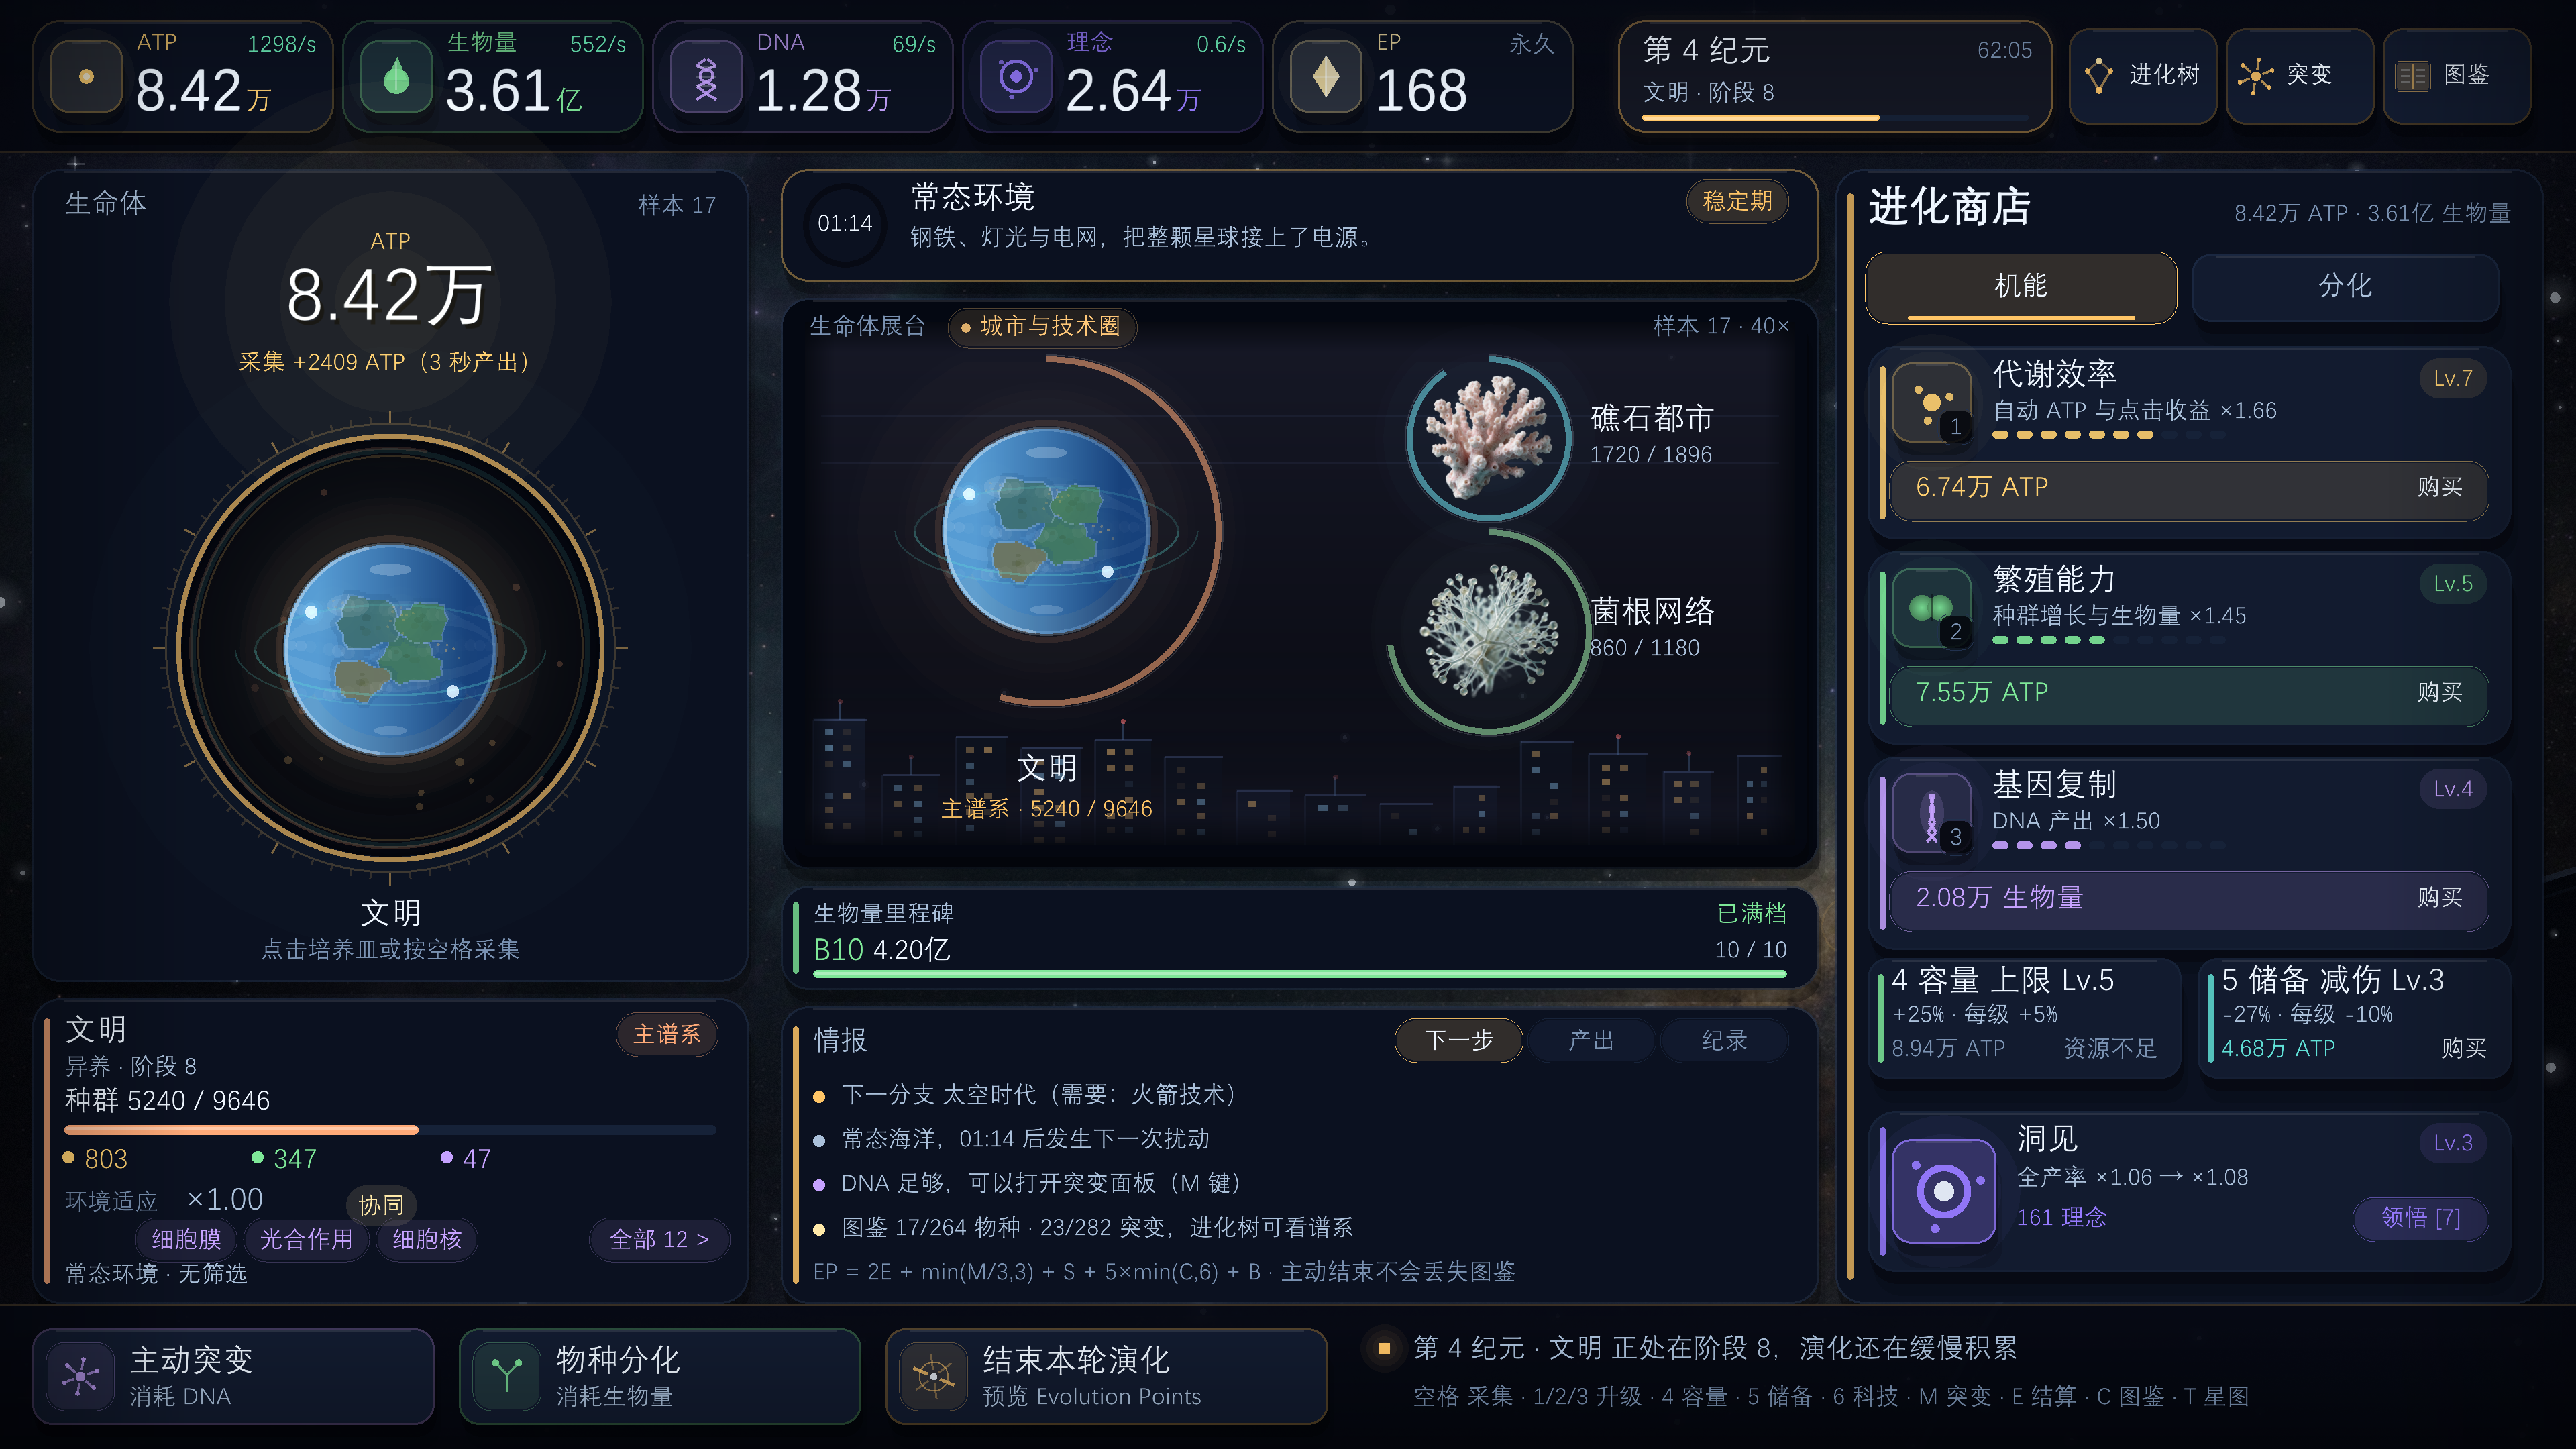 ATP 1298/s
8.42万
生物量 552/s
3.61亿
DNA 69/s
1.28万
理念 0.6/s
2.64万
EP 永久
168
第 4 纪元 62:05
文明 · 阶段 8
进化树
突变
图鉴
生命体 样本 17
ATP
8.42万
采集 +2409 ATP（3 秒产出）
文明
点击培养皿或按空格采集
文明 主谱系
异养 · 阶段 8
种群 5240 / 9646
803 347 47
环境适应 ×1.00 协同
细胞膜 光合作用 细胞核 全部 12 >
常态环境 · 无筛选
01:14
常态环境 稳定期
钢铁、灯光与电网，把整颗星球接上了电源。
生命体展台 城市与技术圈 样本 17 · 40×
礁石都市
1720 / 1896
菌根网络
860 / 1180
文明
主谱系 · 5240 / 9646
生物量里程碑 已满档
B10 4.20亿 10 / 10
情报 下一步 产出 纪录
下一分支 太空时代（需要：火箭技术）
常态海洋，01:14 后发生下一次扰动
DNA 足够，可以打开突变面板（M 键）
图鉴 17/264 物种 · 23/282 突变，进化树可看谱系
EP = 2E + min(M/3,3) + S + 5×min(C,6) + B · 主动结束不会丢失图鉴
进化商店 8.42万 ATP · 3.61亿 生物量
机能 分化
代谢效率 Lv.7
自动 ATP 与点击收益 ×1.66
1
6.74万 ATP 购买
繁殖能力 Lv.5
种群增长与生物量 ×1.45
2
7.55万 ATP 购买
基因复制 Lv.4
DNA 产出 ×1.50
3
2.08万 生物量 购买
4 容量 上限 Lv.5
+25% · 每级 +5%
8.94万 ATP 资源不足
5 储备 减伤 Lv.3
-27% · 每级 -10%
4.68万 ATP 购买
洞见 Lv.3
全产率 ×1.06 → ×1.08
161 理念 领悟 [7]
主动突变
消耗 DNA
物种分化
消耗生物量
结束本轮演化
预览 Evolution Points
第 4 纪元 · 文明 正处在阶段 8，演化还在缓慢积累
空格 采集 · 1/2/3 升级 · 4 容量 · 5 储备 · 6 科技 · M 突变 · E 结算 · C 图鉴 · T 星图